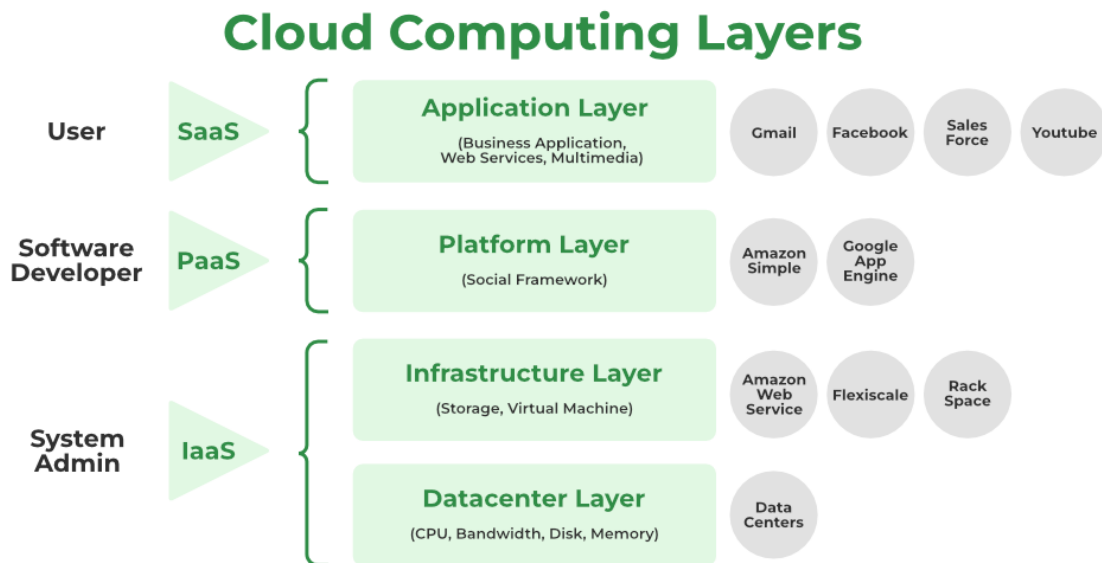 Cloud Computing Layers
User
SaaS
Application Layer
(Business Application,
Web Services, Multimedia)
Gmail
Facebook
Sales
Force
Youtube
Software
Developer
PaaS
Platform Layer
(Social Framework)
Amazon
Simple
Google
App
Engine
System
Admin
IaaS
Infrastructure Layer
(Storage, Virtual Machine)
Amazon
Web
Service
Flexiscale
Rack
Space
Datacenter Layer
(CPU, Bandwidth, Disk, Memory)
Data
Centers